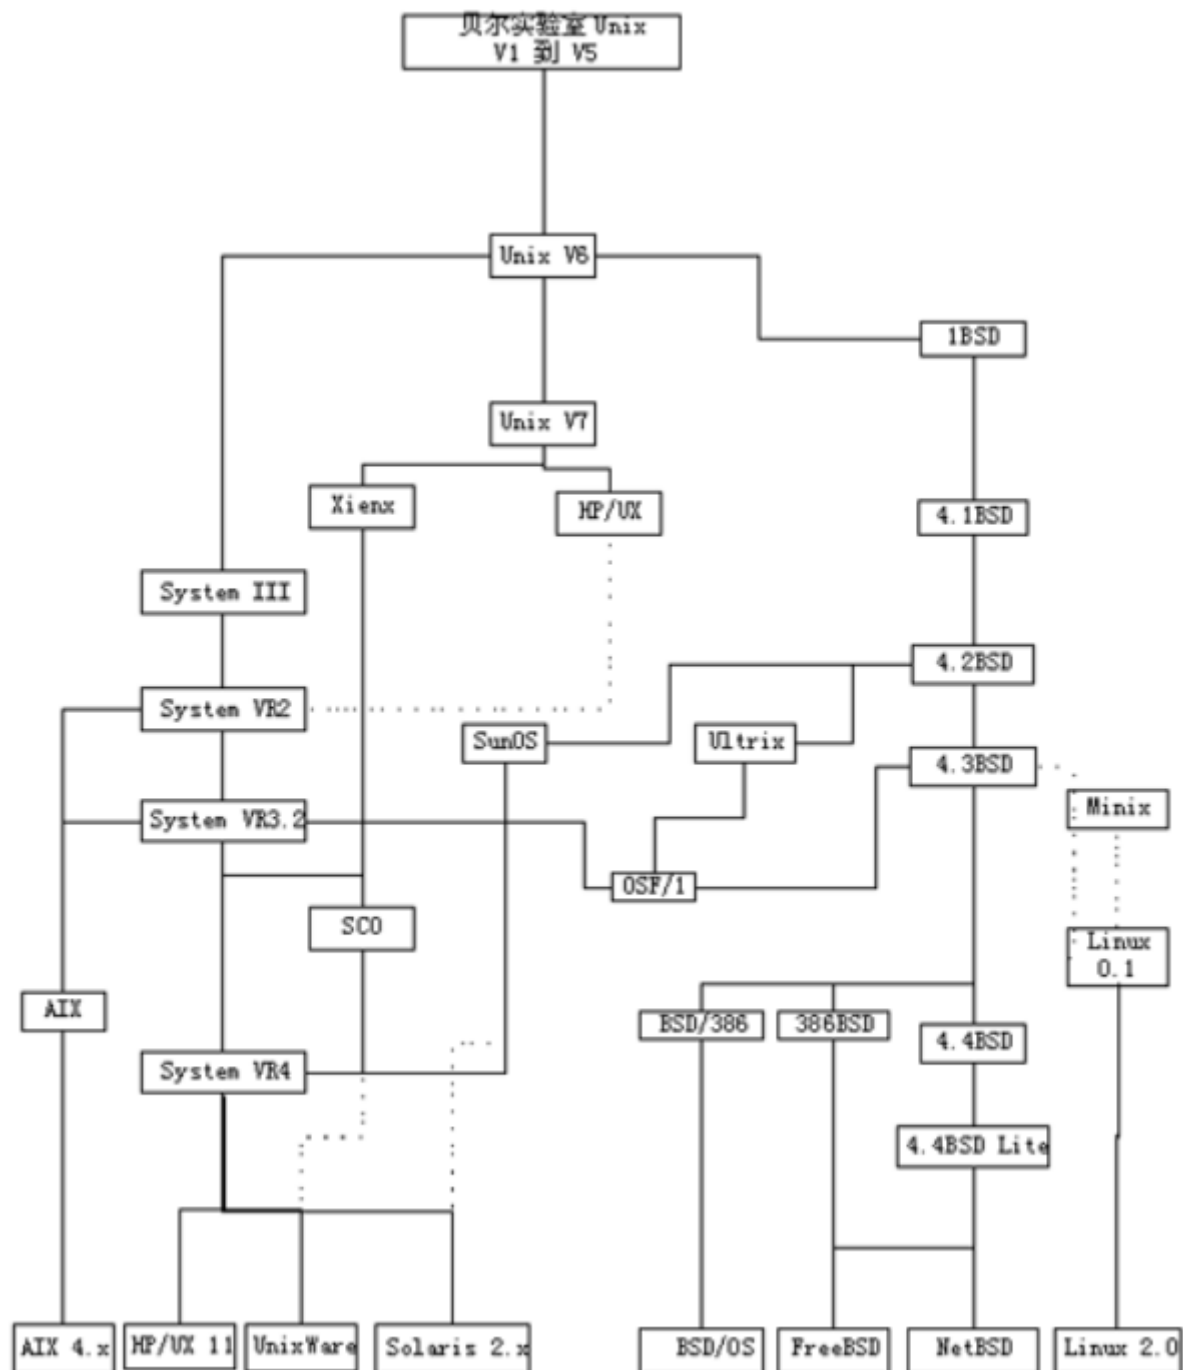 贝尔实验室 Unix
V1 到 V5
Unix V6
1BSD
Unix V7
Xienx
HP/UX
4.1BSD
System III
4.2BSD
System VR2
SunOS
Ultrix
4.3BSD
Minix
System VR3.2
OSF/1
SCO
Linux
0.1
AIX
BSD/386
386BSD
4.4BSD
System VR4
4.4BSD Lite
AIX 4.x
HP/UX 11
UnixWare
Solaris 2.x
BSD/OS
FreeBSD
NetBSD
Linux 2.0